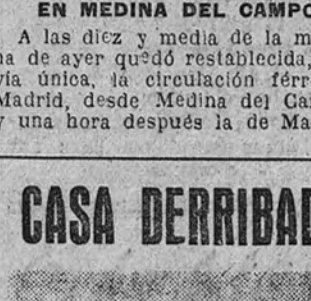 EN MEDINA DEL CAMPO
A las diez y media de la m
na de ayer quedó restablecida,
vía única, la circulación férr
Madrid, desde Medina del Ca
y una hora después la de Ma
CASA DERRIBAD